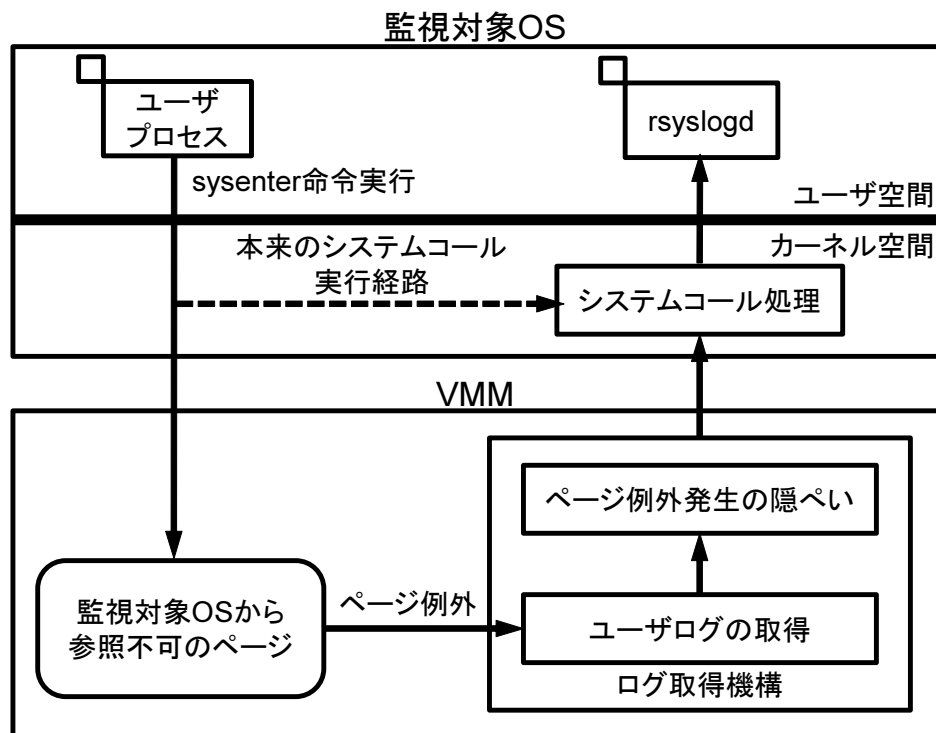 監視対象OS
ユーザ
プロセス
rsyslogd
sysenter命令実行
ユーザ空間
カーネル空間
本来のシステムコール
実行経路
システムコール処理
VMM
ページ例外発生の隠ぺい
監視対象OSから
参照不可のページ
ページ例外
ユーザログの取得
ログ取得機構